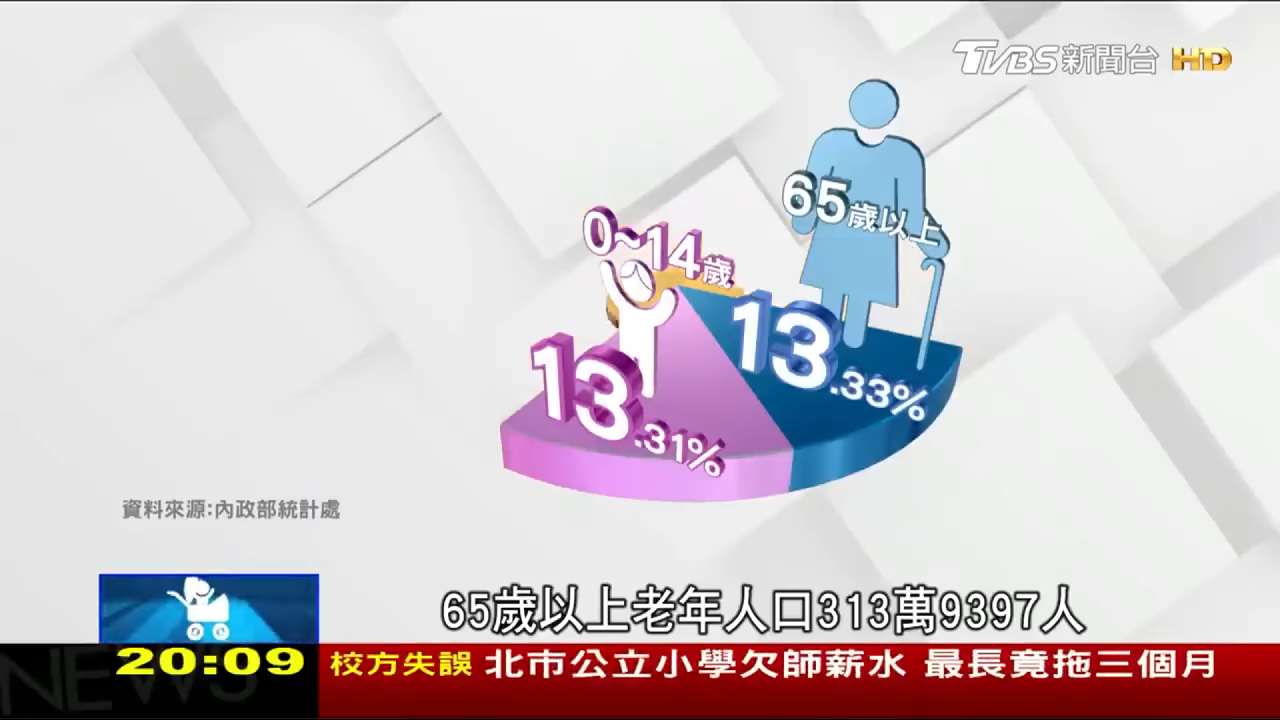 TVBS新聞台 HD
65歲以上
0~14歲
13.33%
13.31%
資料來源:內政部統計處
65歲以上老年人口313萬9397人
NEWS
20:09
校方失誤 北市公立小學欠師薪水 最長竟拖三個月